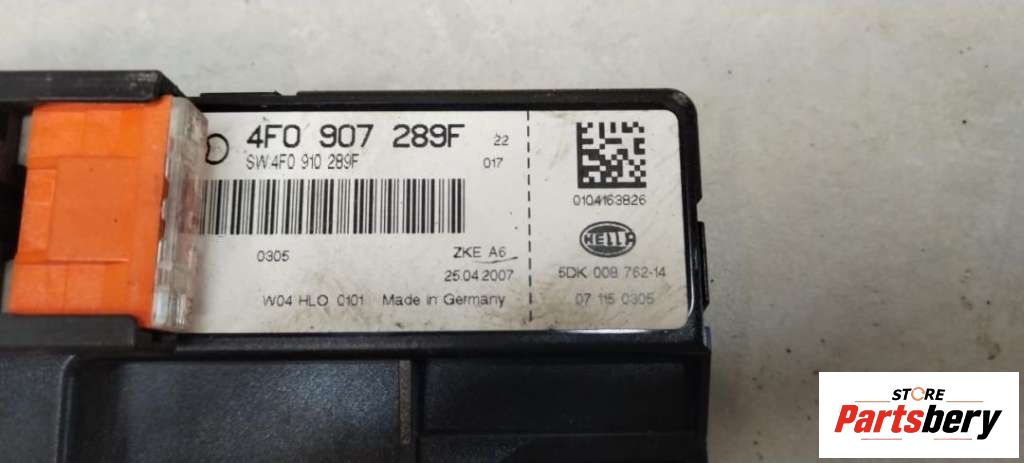 4F0 907 289F 22
SW:4F0 910 289F 017
0305
ZKE A6
25.04.2007
W04 HLO 0101 Made in Germany
0104163826
HELLA
5DK 008 762-14
07 115 0305
STORE
Partsbery